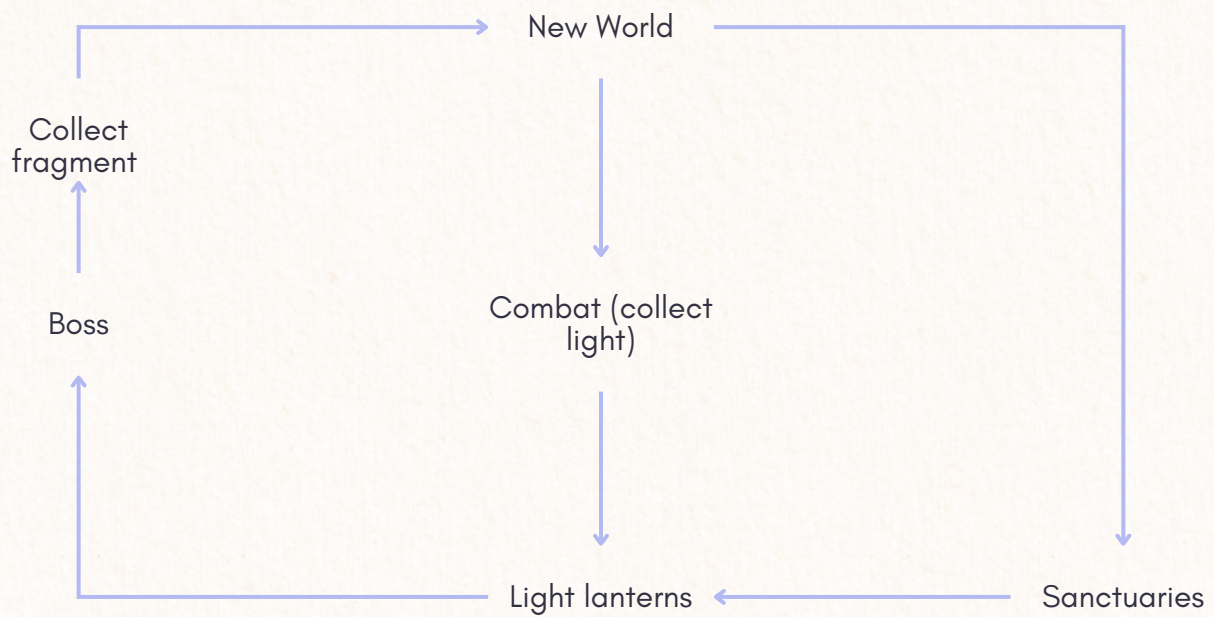 New World
Collect
fragment
Combat (collect
light)
Boss
Light lanterns
Sanctuaries